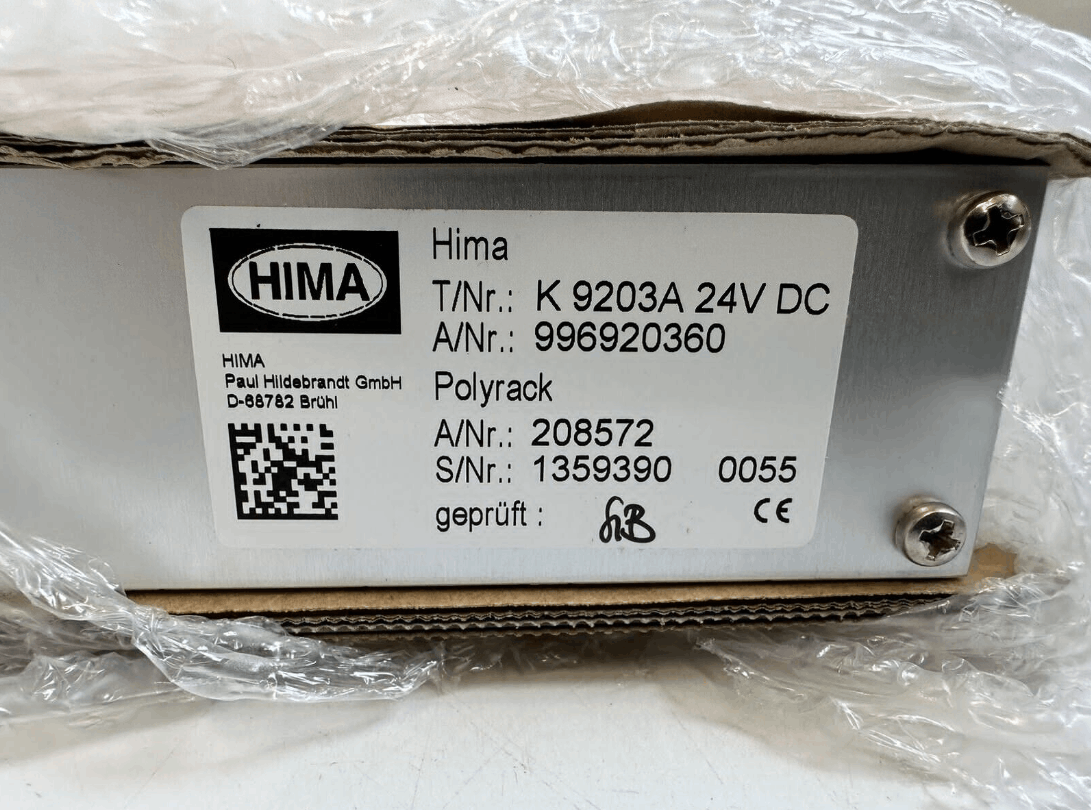 HIMA
HIMA
Paul Hildebrandt GmbH
D-68782 Brühl
Hima
T/Nr.: K 9203A 24V DC
A/Nr.: 996920360
Polyrack
A/Nr.: 208572
S/Nr.: 1359390 0055
geprüft :
CE